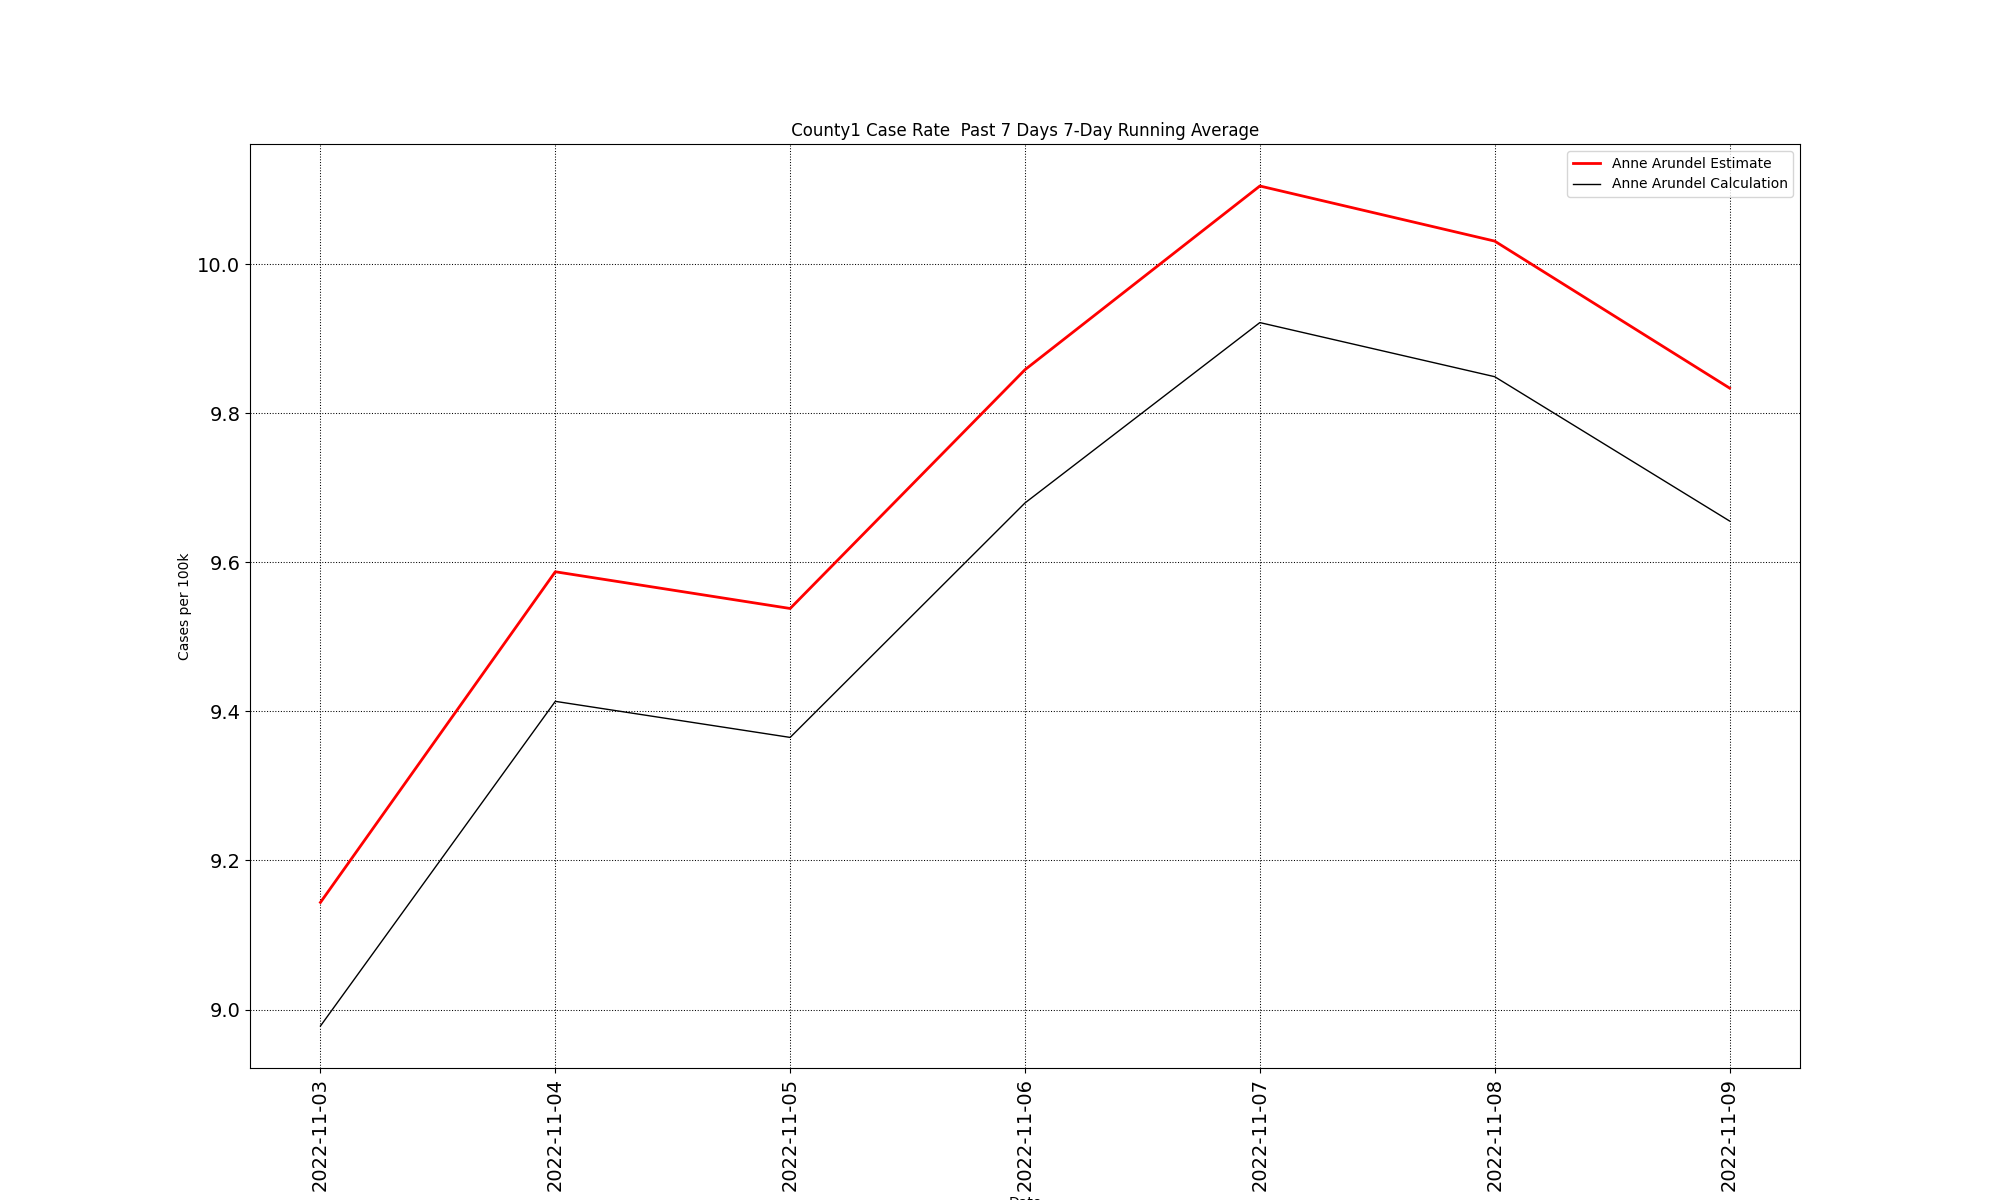 County1 Case Rate  Past 7 Days 7-Day Running Average
Anne Arundel Estimate
Anne Arundel Calculation
10.0
9.8
9.6
9.4
9.2
9.0
Cases per 100k
2022-11-03
2022-11-04
2022-11-05
2022-11-06
2022-11-07
2022-11-08
2022-11-09
Date